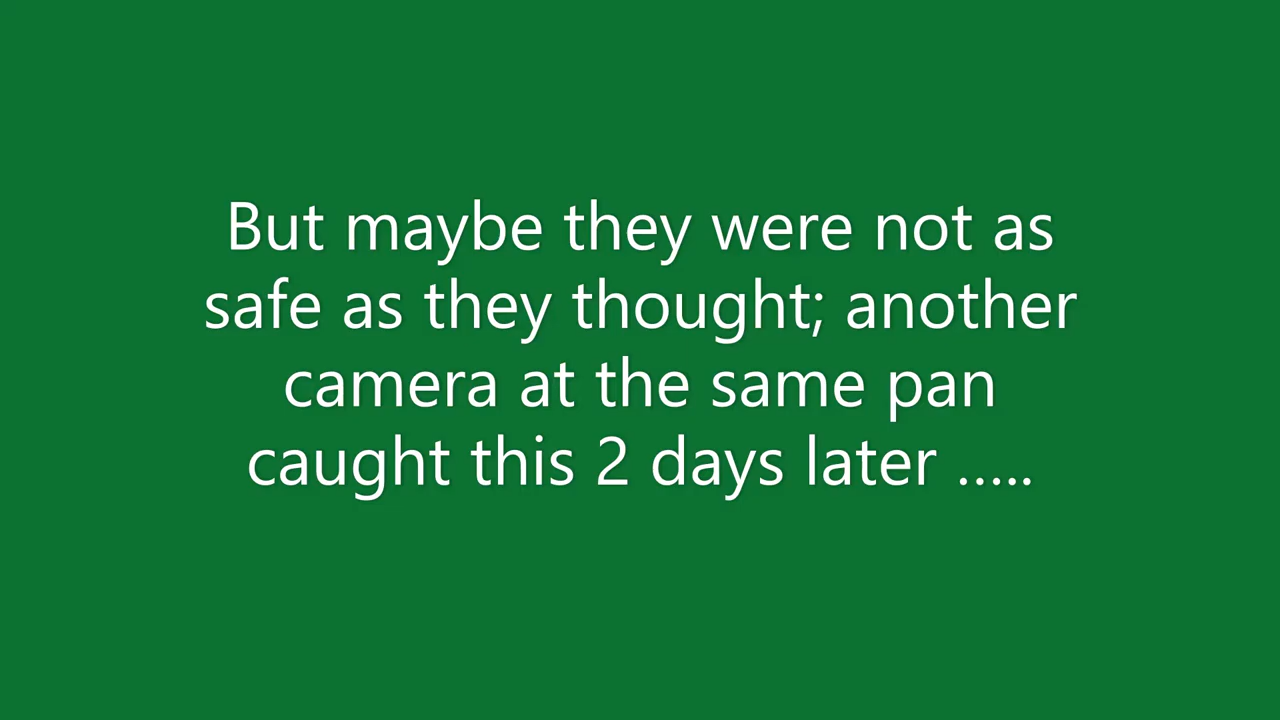 But maybe they were not as
safe as they thought; another
camera at the same pan
caught this 2 days later …..